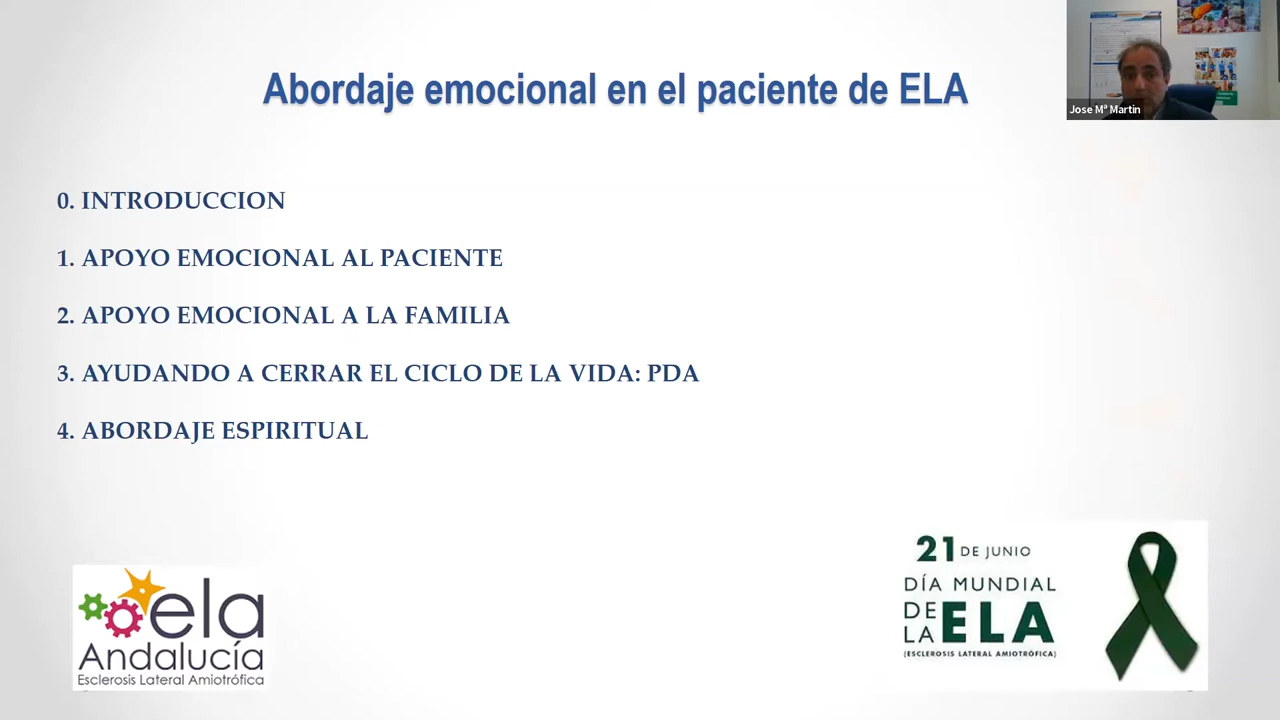 Abordaje emocional en el paciente de ELA
Jose Mª Martín
0. INTRODUCCION
1. APOYO EMOCIONAL AL PACIENTE
2. APOYO EMOCIONAL A LA FAMILIA
3. AYUDANDO A CERRAR EL CICLO DE LA VIDA: PDA
4. ABORDAJE ESPIRITUAL
ela
Andalucía
Esclerosis Lateral Amiotrófica
21 DE JUNIO
DÍA MUNDIAL
DE
LA ELA
(ESCLEROSIS LATERAL AMIOTRÓFICA)